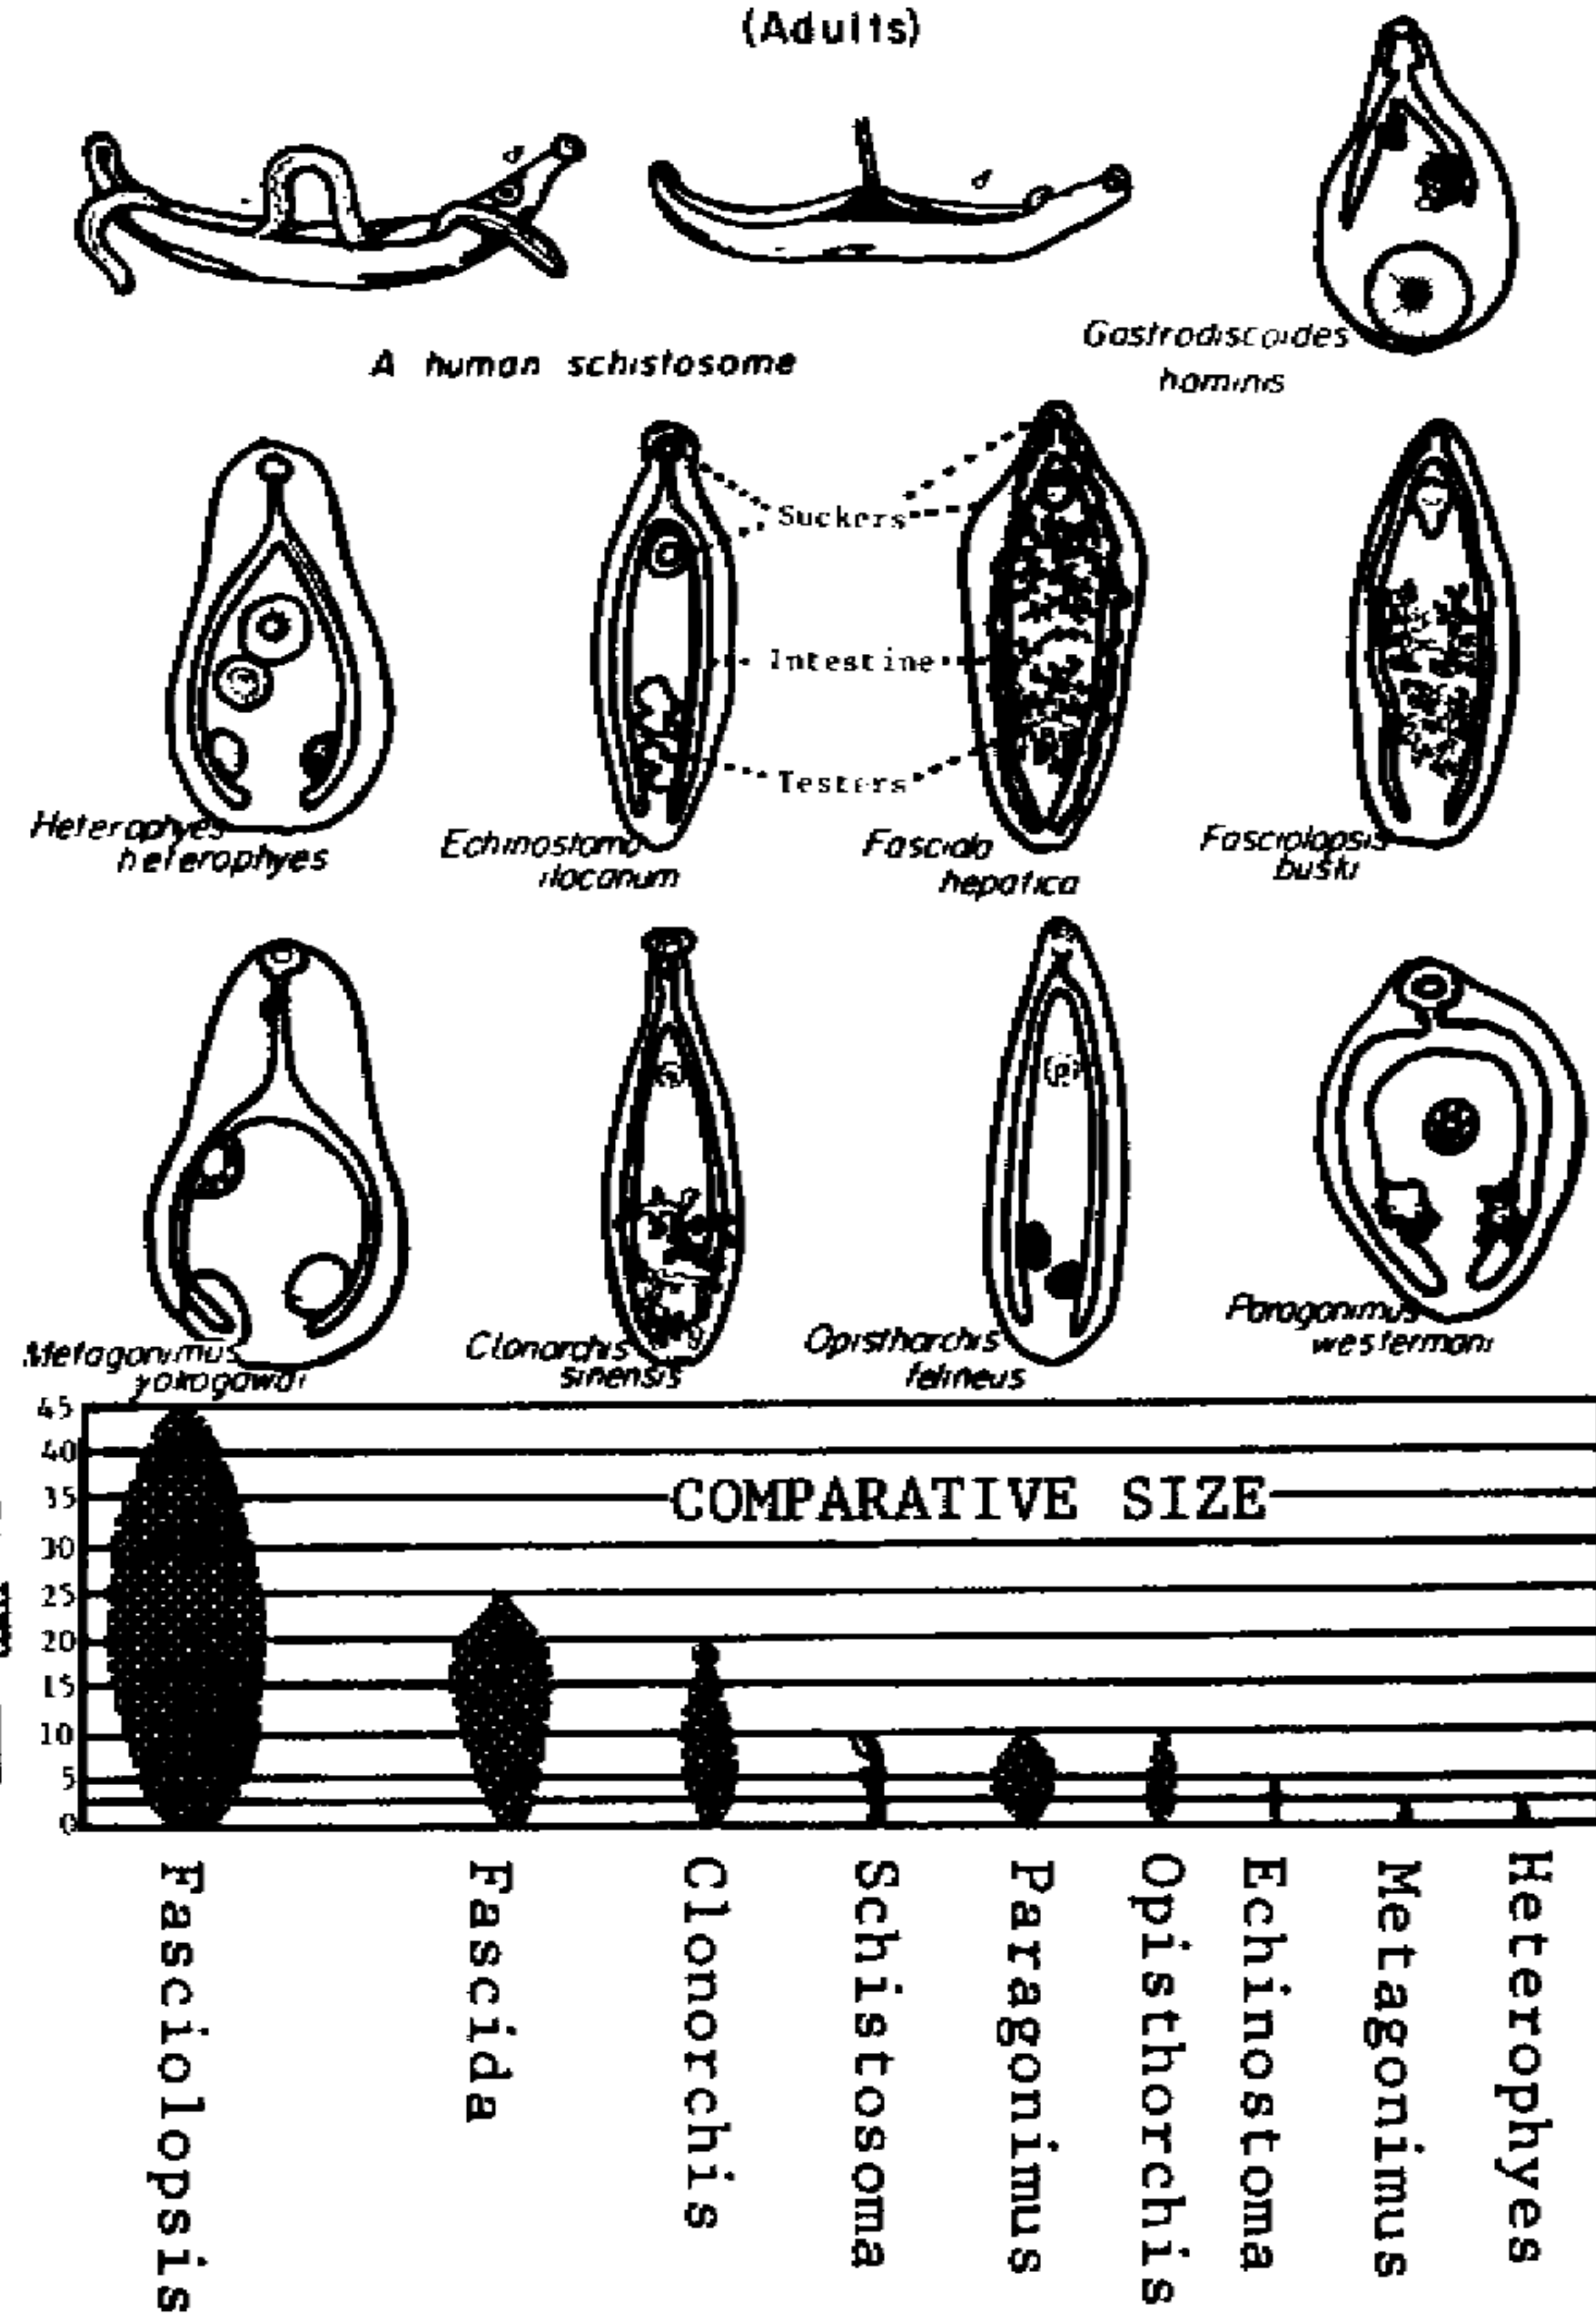 (Adults)
♂
♂
A human schistosome
Gastrodiscoides
hominis
Suckers
Intestine
Testers
Heterophyes
heterophyes
Echinostoma
ilocanum
Fasciola
hepatica
Fasciolopsis
buski
Metagonimus
yokogawai
Clonorchis
sinensis
Opistharchis
felineus
Paragonimus
westermani
COMPARATIVE SIZE
45
40
35
30
25
20
15
10
5
0
Fasciolopsis
Fascida
Clonorchis
Schistosoma
Paragonimus
Opisthorchis
Echinostoma
Metagonimus
Heterophyes